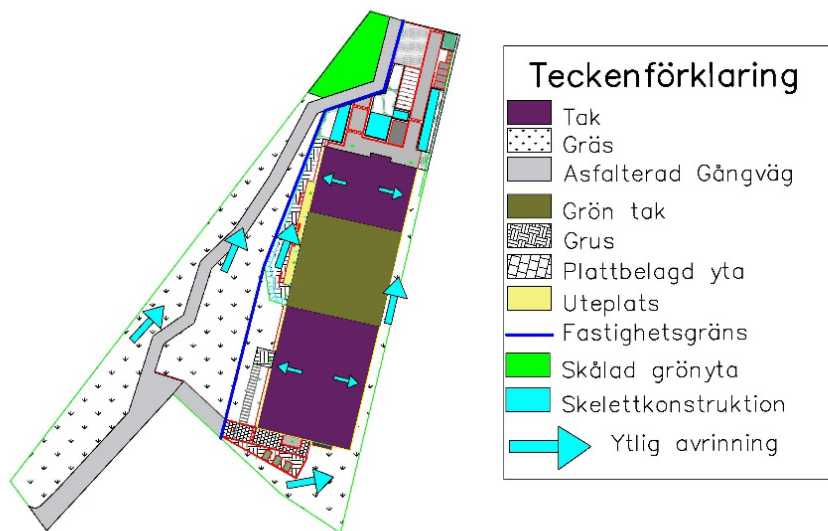 Teckenförklaring
Tak
Gräs
Asfalterad Gångväg
Grön tak
Grus
Plattbelagd yta
Uteplats
Fastighetsgräns
Skålad grönyta
Skelettkonstruktion
Ytlig avrinning